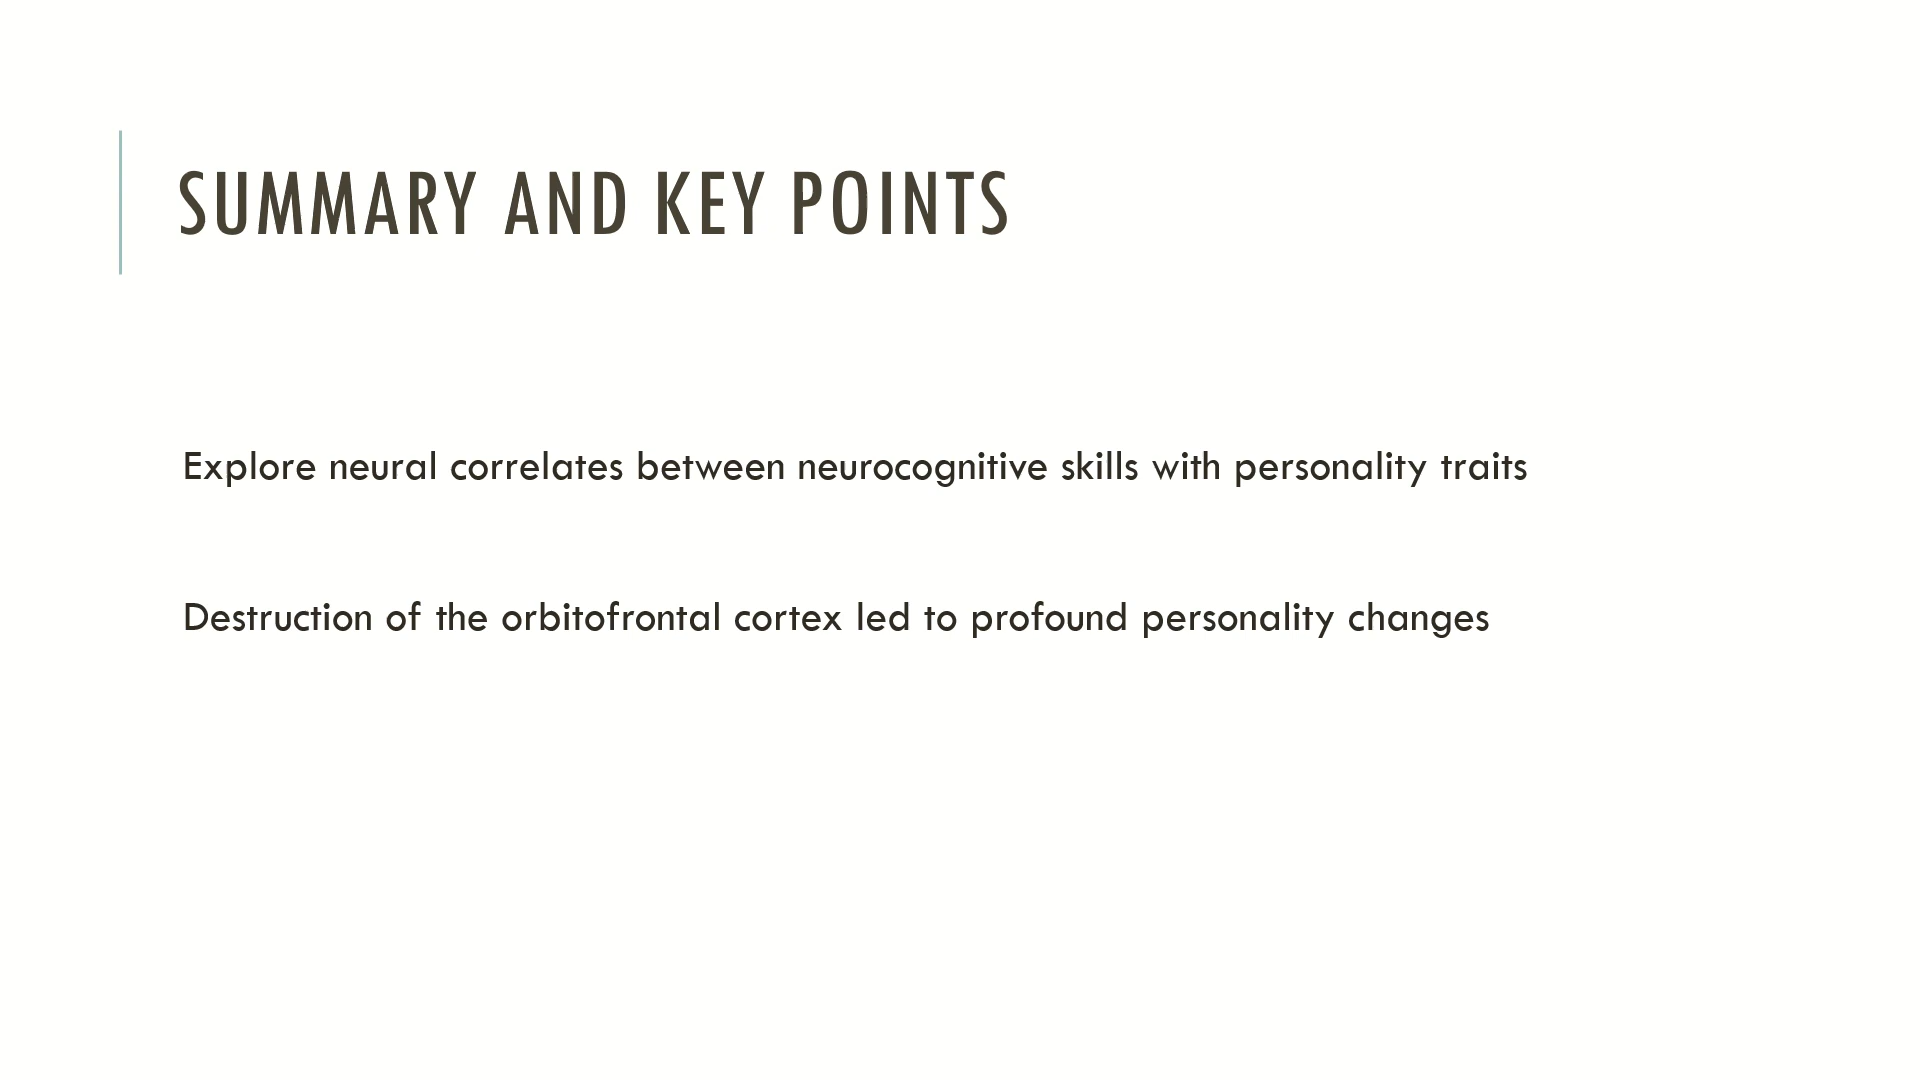 SUMMARY AND KEY POINTS
Explore neural correlates between neurocognitive skills with personality traits
Destruction of the orbitofrontal cortex led to profound personality changes